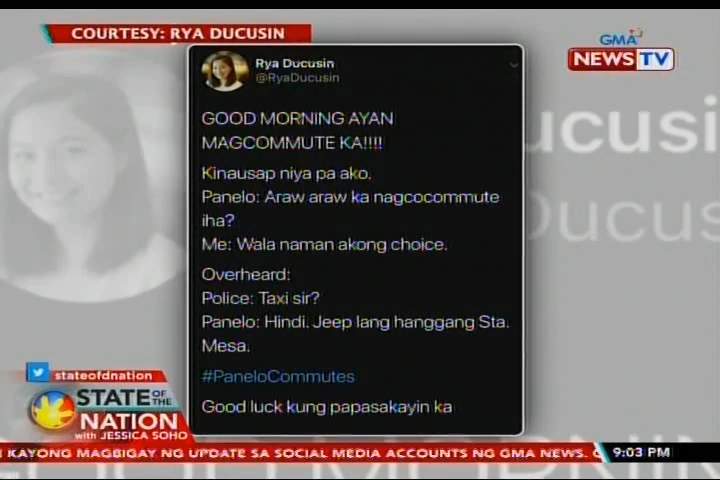 COURTESY: RYA DUCUSIN
GMA
NEWS TV
Rya Ducusin
@RyaDucusin
GOOD MORNING AYAN
MAGCOMMUTE KA!!!!
Kinausap niya pa ako.
Panelo: Araw araw ka nagcocommute
iha?
Me: Wala naman akong choice.
Overheard:
Police: Taxi sir?
Panelo: Hindi. Jeep lang hanggang Sta.
Mesa.
#PaneloCommutes
Good luck kung papasakayin ka
ucusi
Ducus
stateofdnation
STATE OF THE
NATION
with JESSICA SOHO
KAYONG MAGBIGAY NG UPDATE SA SOCIAL MEDIA ACCOUNTS NG GMA NEWS.
9:03 PM